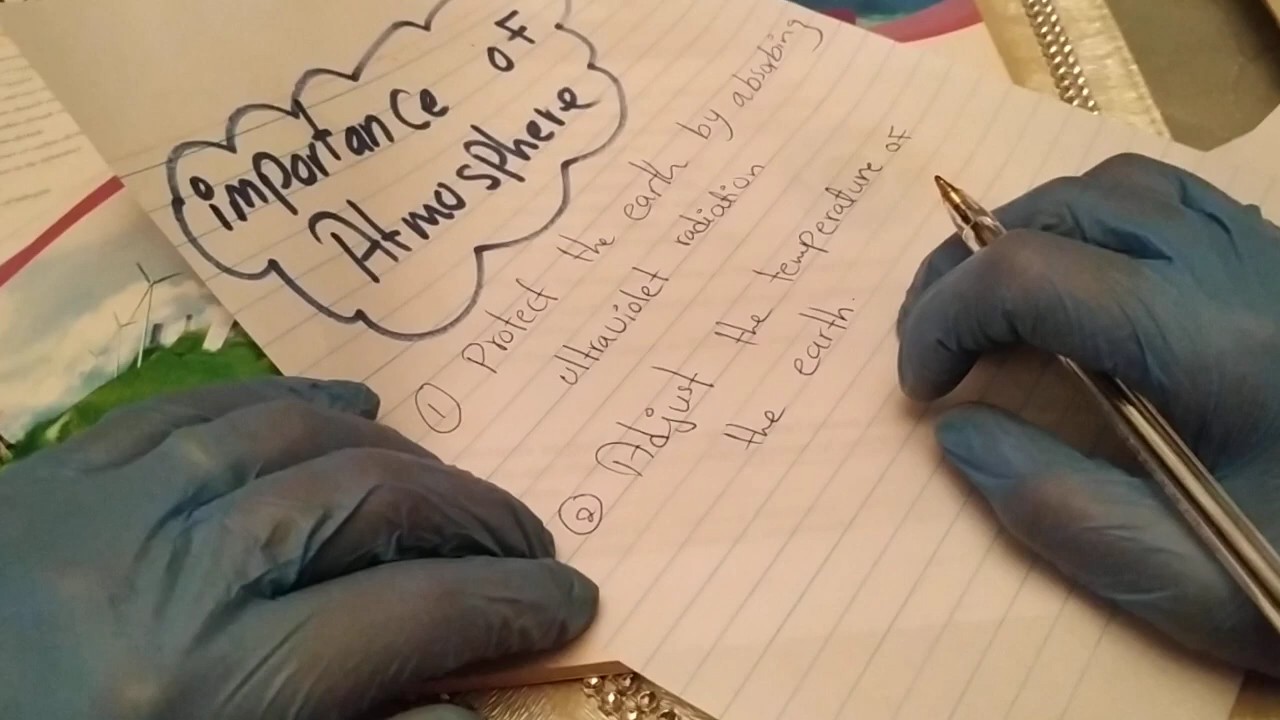 importance of
Atmosphere
① Protect the earth by absorbing
ultraviolet radiation
② Adjust the temperature of
the earth.